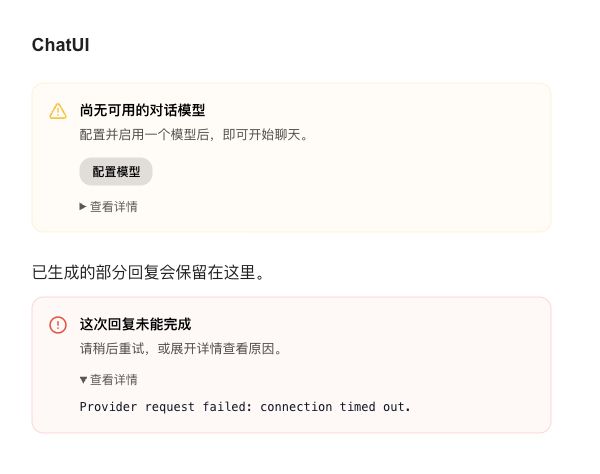 ChatUI
尚无可用的对话模型
配置并启用一个模型后，即可开始聊天。
配置模型
▶ 查看详情
已生成的部分回复会保留在这里。
这次回复未能完成
请稍后重试，或展开详情查看原因。
▼ 查看详情
Provider request failed: connection timed out.